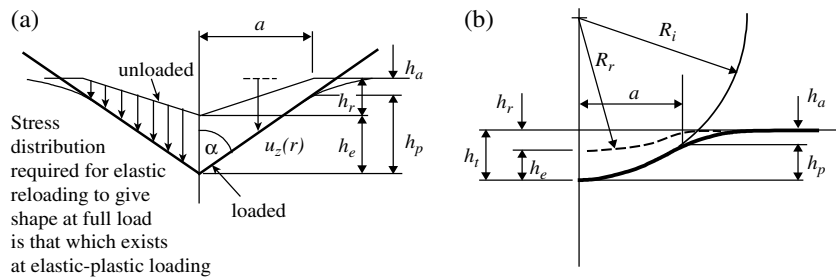 (a)
a
unloaded
h_a
h_r
Stress
distribution
required for elastic
reloading to give
shape at full load
is that which exists
at elastic-plastic loading
α
u_z(r)
h_e
h_p
loaded
(b)
R_i
R_r
a
h_r
h_a
h_t
h_e
h_p